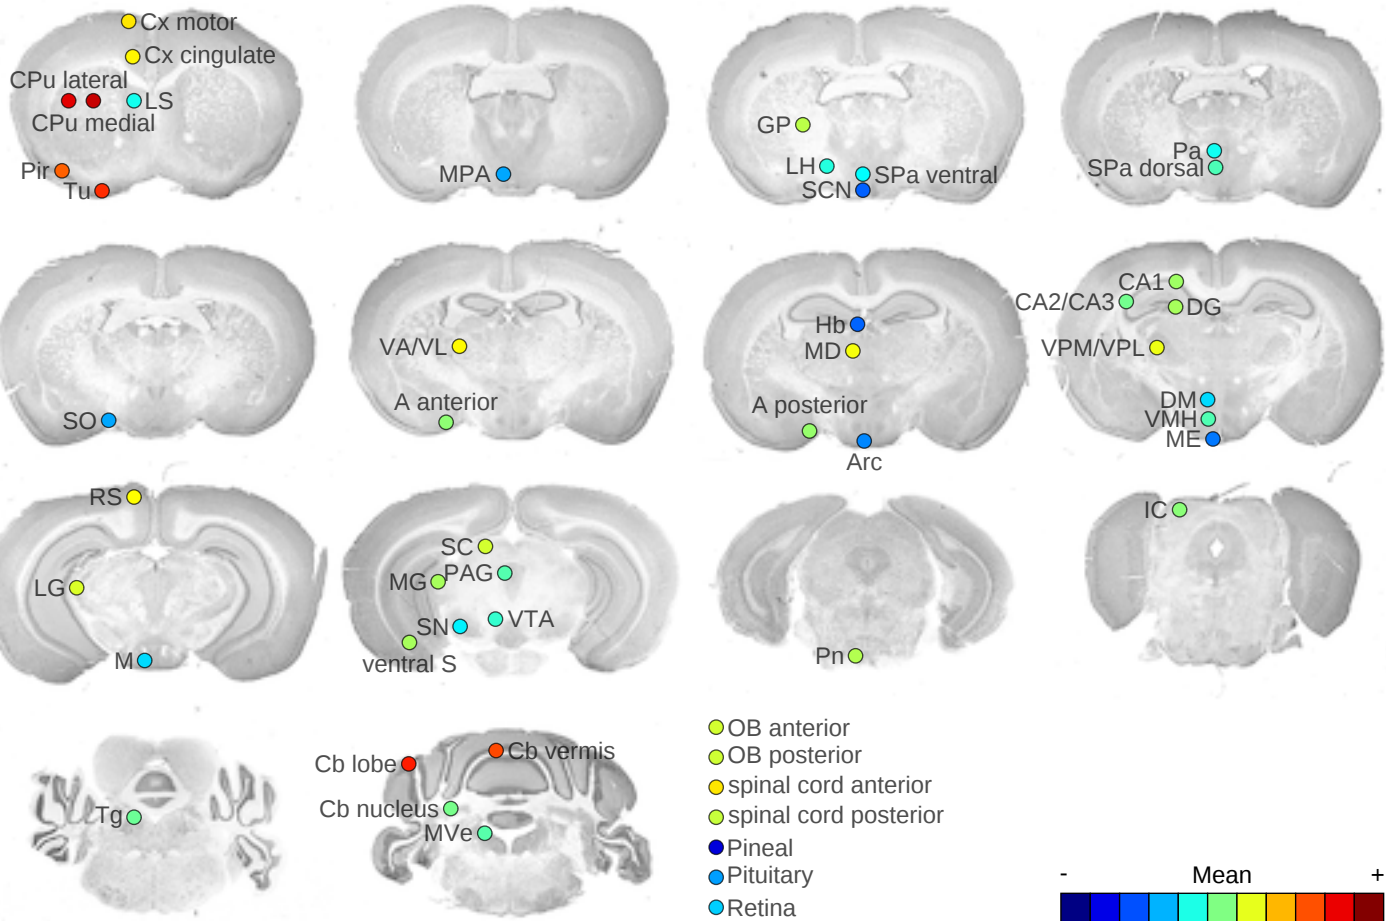 Cx motor
Cx cingulate
CPu lateral
LS
CPu medial
Pir
Tu
MPA
GP
LH
SPa ventral
SCN
Pa
SPa dorsal
SO
VA/VL
A anterior
Hb
MD
A posterior
Arc
CA1
CA2/CA3
DG
VPM/VPL
DM
VMH
ME
RS
LG
M
SC
MG
PAG
SN
VTA
ventral S
Pn
IC
Tg
Cb lobe
Cb vermis
Cb nucleus
MVe
OB anterior
OB posterior
spinal cord anterior
spinal cord posterior
Pineal
Pituitary
Retina
- Mean +